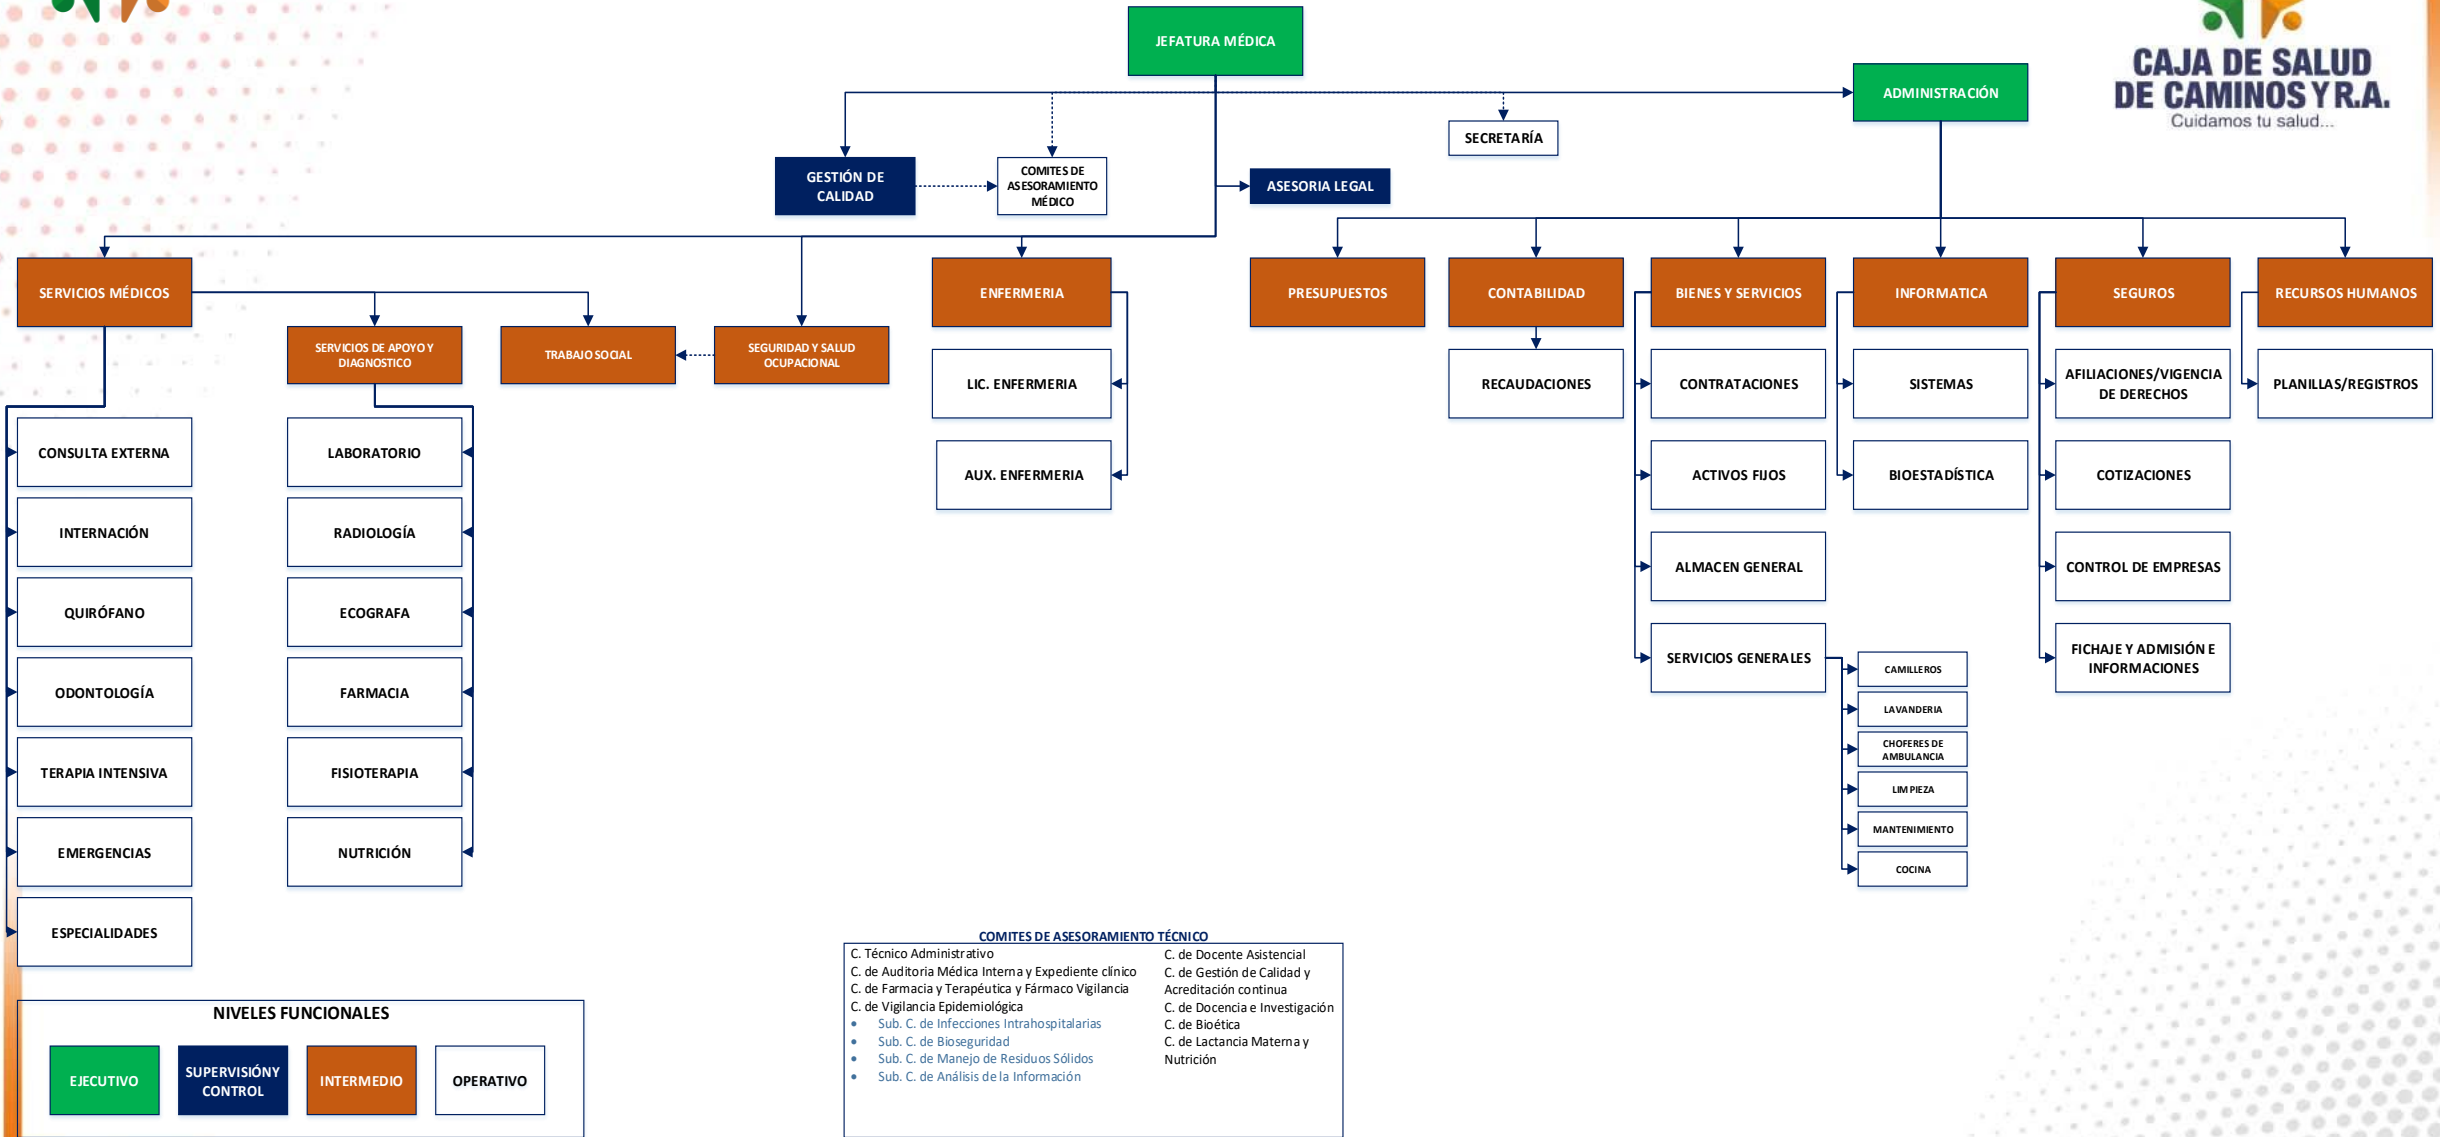 JEFATURA MÉDICA
CAJA DE SALUD
DE CAMINOS Y R.A.
Cuidamos tu salud...
ADMINISTRACIÓN
SECRETARÍA
GESTIÓN DE
CALIDAD
COMITES DE
ASESORAMIENTO
MÉDICO
ASESORIA LEGAL
SERVICIOS MÉDICOS
ENFERMERIA
PRESUPUESTOS
CONTABILIDAD
BIENES Y SERVICIOS
INFORMATICA
SEGUROS
RECURSOS HUMANOS
SERVICIOS DE APOYO Y
DIAGNOSTICO
TRABAJO SOCIAL
SEGURIDAD Y SALUD
OCUPACIONAL
LIC. ENFERMERIA
RECAUDACIONES
CONTRATACIONES
SISTEMAS
AFILIACIONES/VIGENCIA
DE DERECHOS
PLANILLAS/REGISTROS
CONSULTA EXTERNA
LABORATORIO
AUX. ENFERMERIA
ACTIVOS FIJOS
BIOESTADÍSTICA
COTIZACIONES
INTERNACIÓN
RADIOLOGÍA
ALMACEN GENERAL
CONTROL DE EMPRESAS
QUIRÓFANO
ECOGRAFA
SERVICIOS GENERALES
FICHAJE Y ADMISIÓN E
INFORMACIONES
ODONTOLOGÍA
FARMACIA
CAMILLEROS
LAVANDERIA
CHOFERES DE
AMBULANCIA
LIMPIEZA
MANTENIMIENTO
COCINA
TERAPIA INTENSIVA
FISIOTERAPIA
EMERGENCIAS
NUTRICIÓN
ESPECIALIDADES
COMITES DE ASESORAMIENTO TÉCNICO
C. Técnico Administrativo
C. de Auditoria Médica Interna y Expediente clínico
C. de Farmacia y Terapéutica y Fármaco Vigilancia
C. de Vigilancia Epidemiológica
• Sub. C. de Infecciones Intrahospitalarias
• Sub. C. de Bioseguridad
• Sub. C. de Manejo de Residuos Sólidos
• Sub. C. de Análisis de la Información
C. de Docente Asistencial
C. de Gestión de Calidad y
Acreditación continua
C. de Docencia e Investigación
C. de Bioética
C. de Lactancia Materna y
Nutrición
NIVELES FUNCIONALES
EJECUTIVO
SUPERVISIÓNY
CONTROL
INTERMEDIO
OPERATIVO